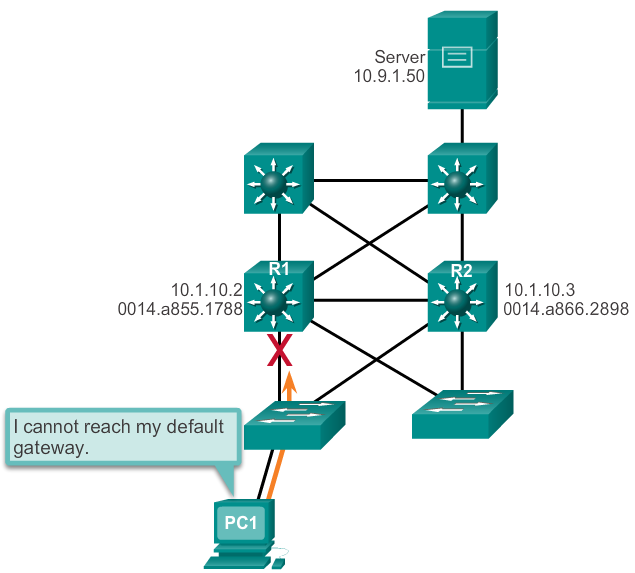 Server
10.9.1.50
R1
R2
10.1.10.2
0014.a855.1788
10.1.10.3
0014.a866.2898
X
I cannot reach my default
gateway.
PC1